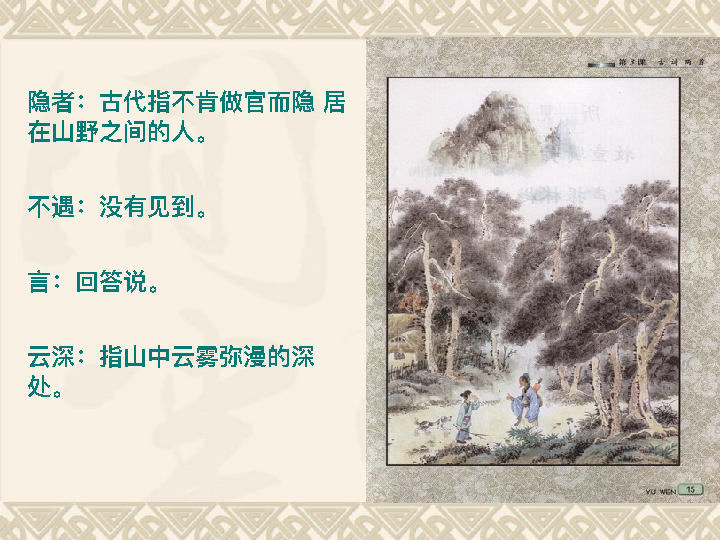 隐者：古代指不肯做官而隐 居
在山野之间的人。
不遇：没有见到。
言：回答说。
云深：指山中云雾弥漫的深
处。
第3课 古诗两首
YU WEN 15